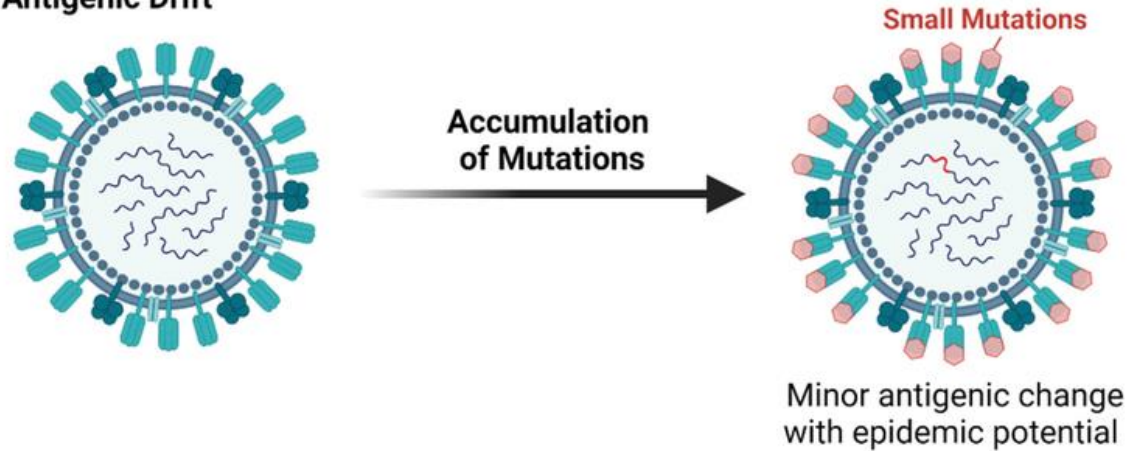 Antigenic Drift
Small Mutations
Accumulation
of Mutations
Minor antigenic change
with epidemic potential